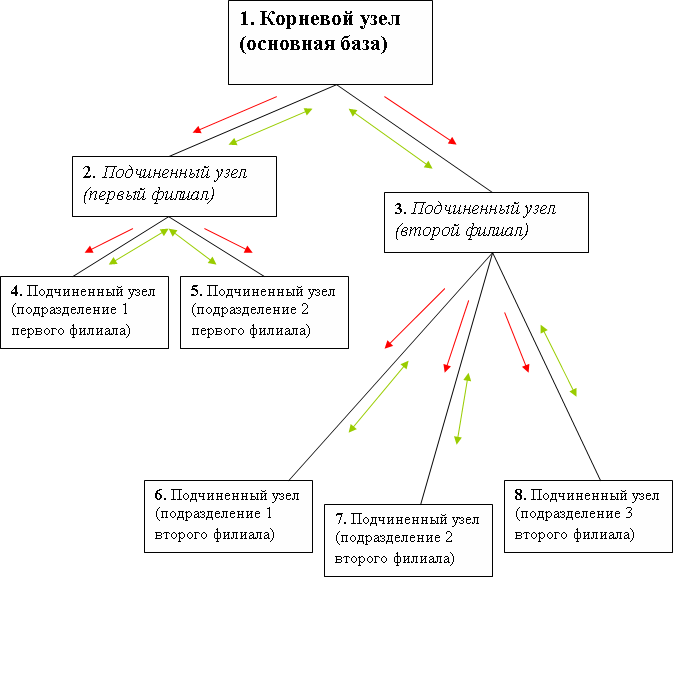 1. Корневой узел
(основная база)
2. Подчиненный узел
(первый филиал)
3. Подчиненный узел
(второй филиал)
4. Подчиненный узел
(подразделение 1
первого филиала)
5. Подчиненный узел
(подразделение 2
первого филиала)
6. Подчиненный узел
(подразделение 1
второго филиала)
7. Подчиненный узел
(подразделение 2
второго филиала)
8. Подчиненный узел
(подразделение 3
второго филиала)